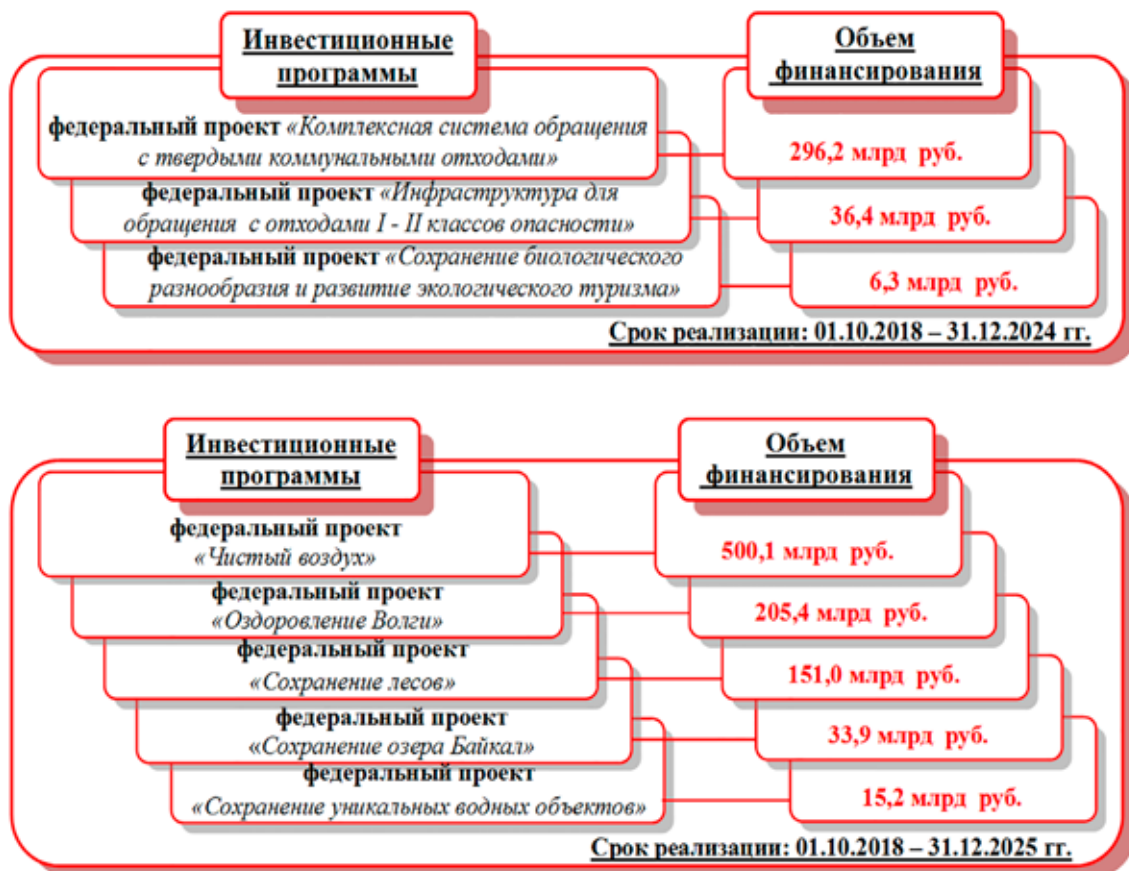 Инвестиционные
программы
Объем
финансирования
федеральный проект «Комплексная система обращения
с твердыми коммунальными отходами»
296,2 млрд руб.
федеральный проект «Инфраструктура для
обращения с отходами I - II классов опасности»
36,4 млрд руб.
федеральный проект «Сохранение биологического
разнообразия и развитие экологического туризма»
6,3 млрд руб.
Срок реализации: 01.10.2018 – 31.12.2024 гг.
Инвестиционные
программы
Объем
финансирования
федеральный проект
«Чистый воздух»
500,1 млрд руб.
федеральный проект
«Оздоровление Волги»
205,4 млрд руб.
федеральный проект
«Сохранение лесов»
151,0 млрд руб.
федеральный проект
«Сохранение озера Байкал»
33,9 млрд руб.
федеральный проект
«Сохранение уникальных водных объектов»
15,2 млрд руб.
Срок реализации: 01.10.2018 – 31.12.2025 гг.